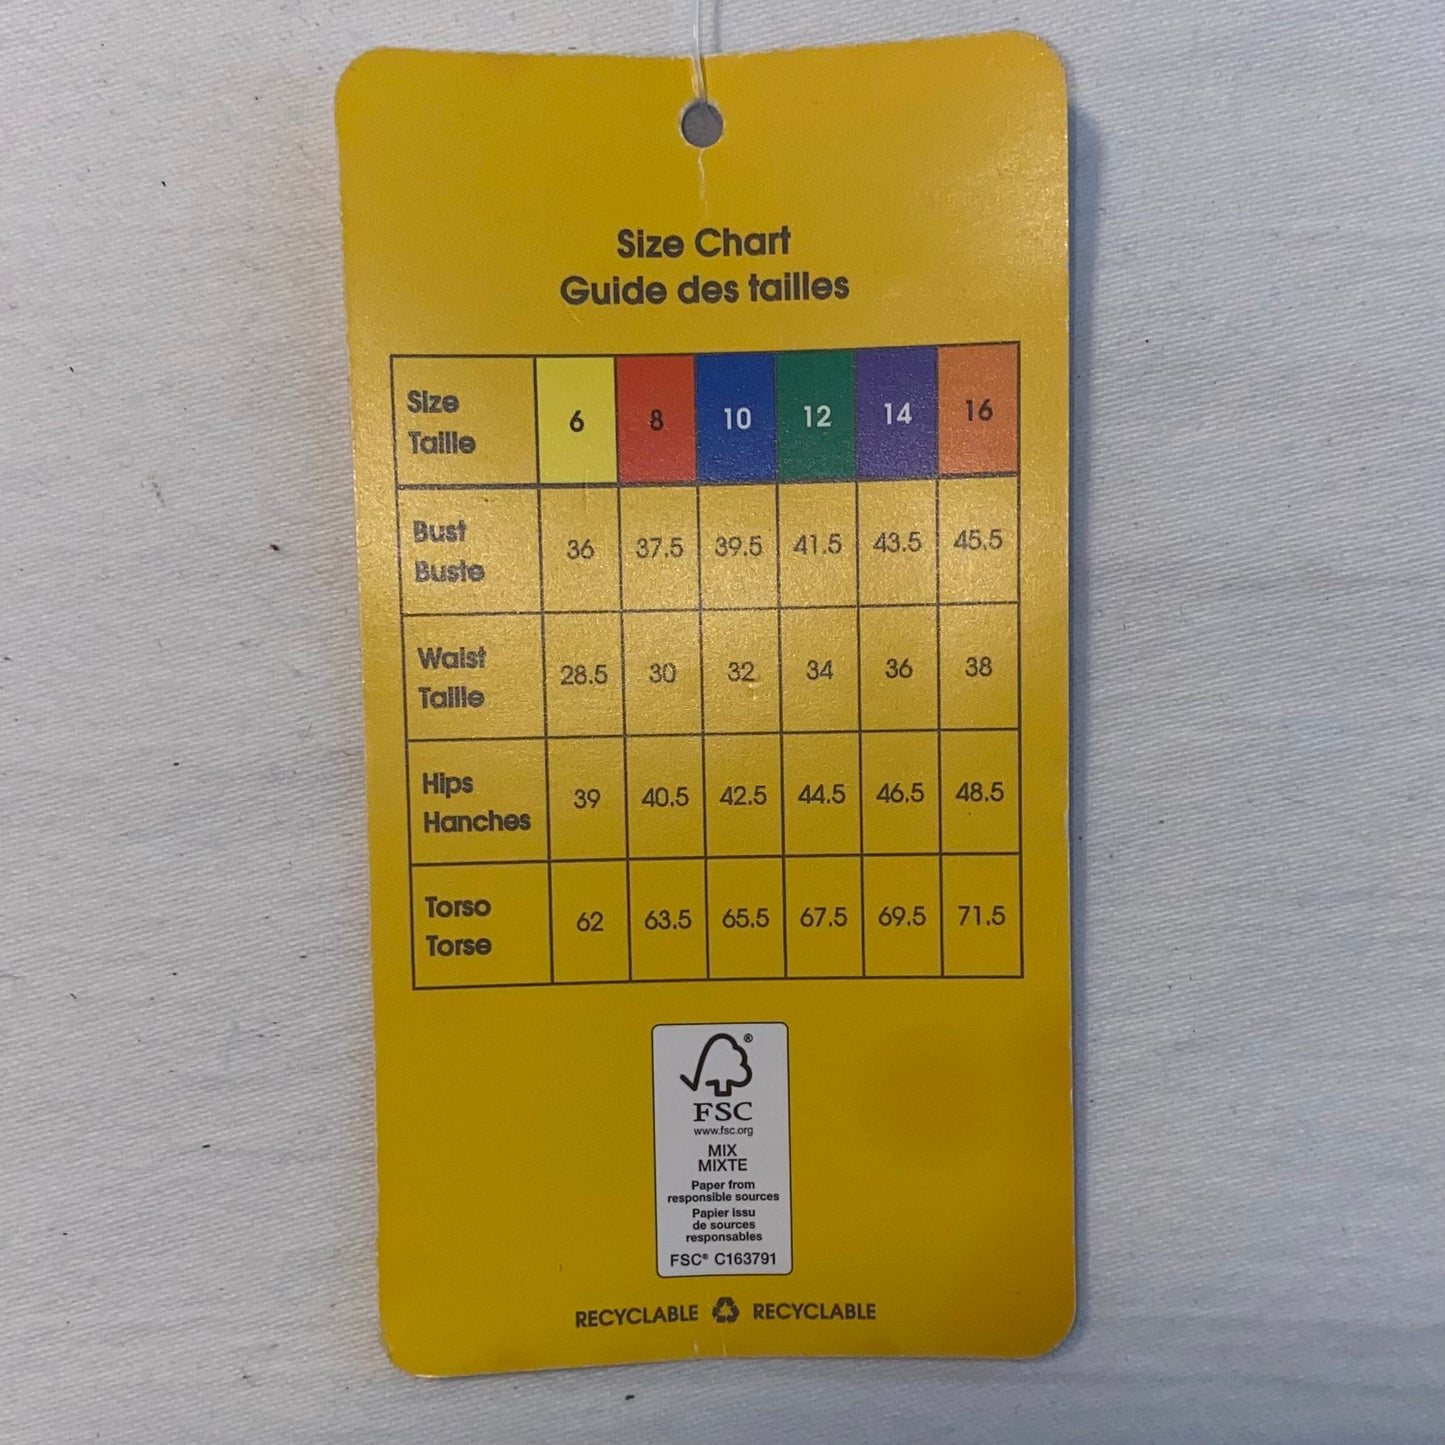 Size Chart
Guide des tailles
Size
Taille
6 8 10 12 14 16
Bust
Buste
36 37.5 39.5 41.5 43.5 45.5
Waist
Taille
28.5 30 32 34 36 38
Hips
Hanches
39 40.5 42.5 44.5 46.5 48.5
Torso
Torse
62 63.5 65.5 67.5 69.5 71.5
®
FSC
www.fsc.org
MIX
MIXTE
Paper from
responsible sources
Papier issu
de sources
responsables
FSC® C163791
RECYCLABLE RECYCLABLE